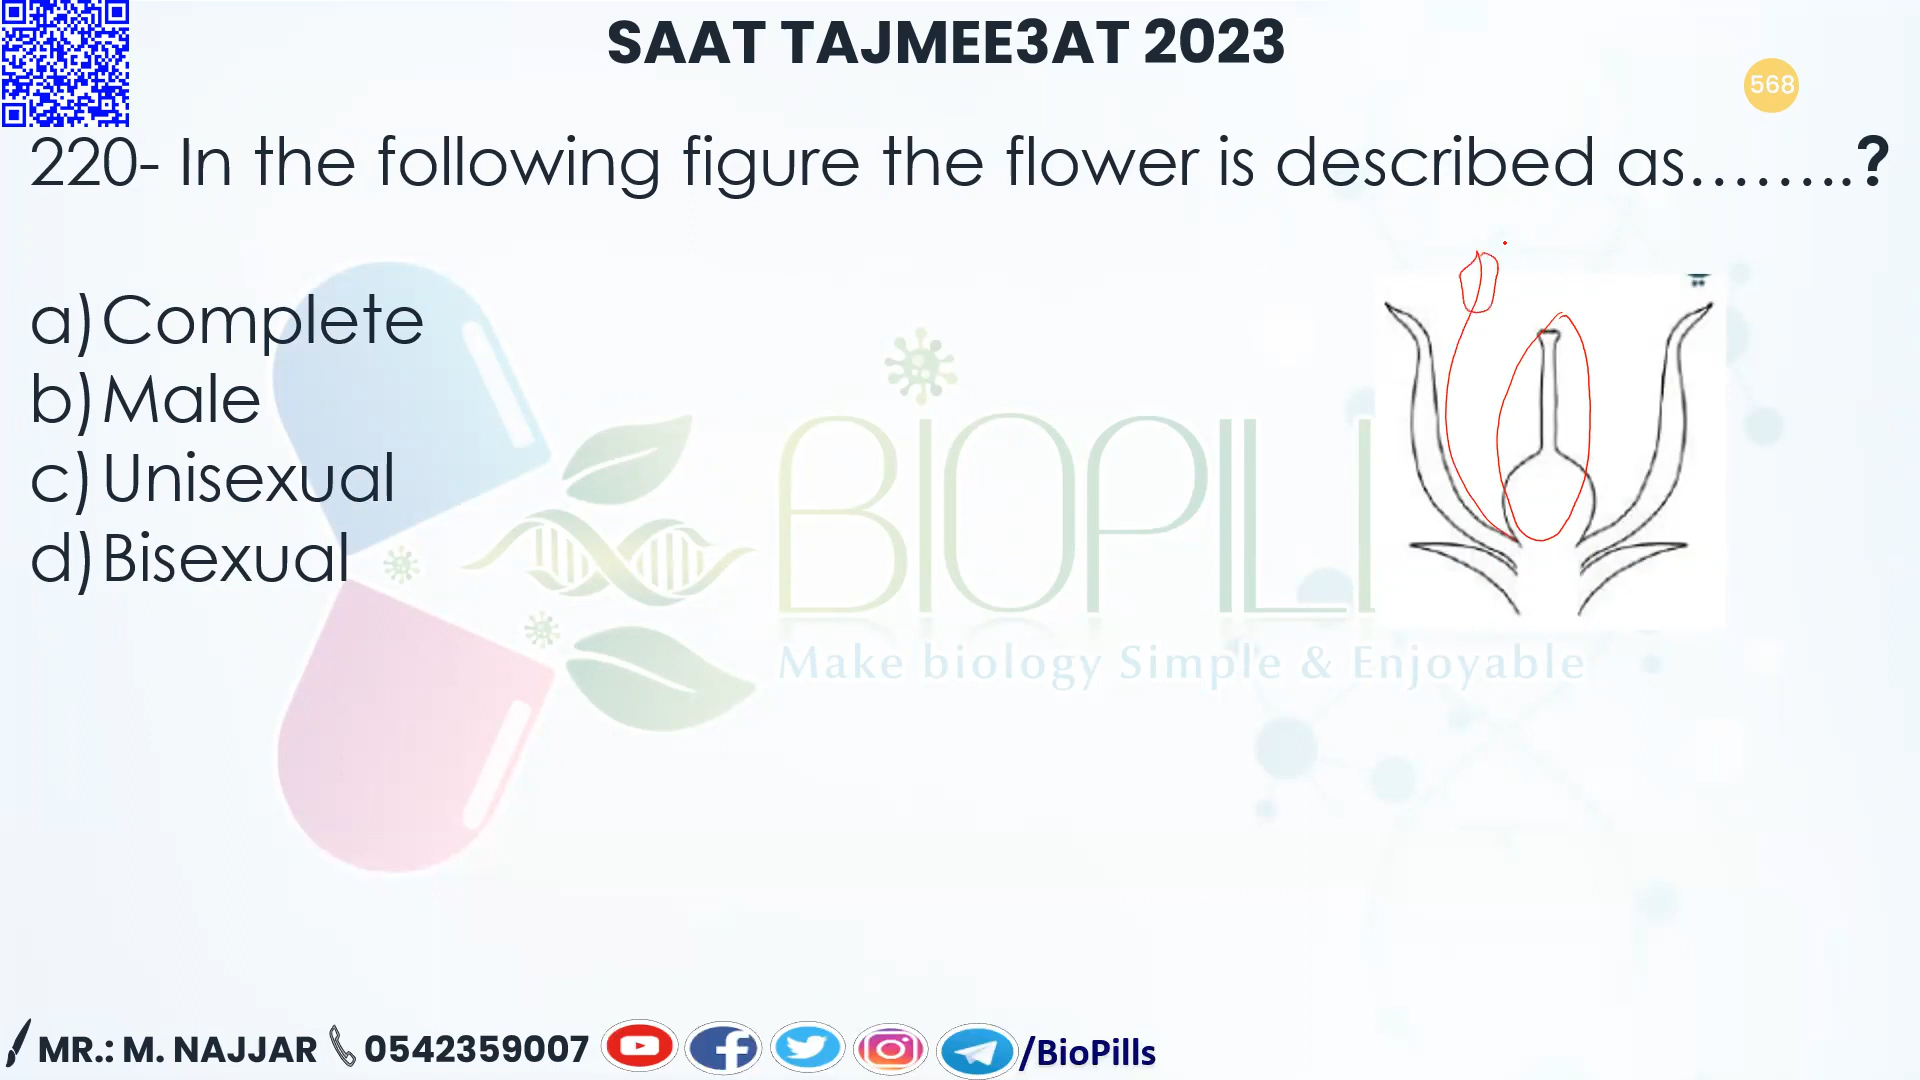 SAAT TAJMEE3AT 2023
568
220- In the following figure the flower is described as……..?
a) Complete
b) Male
c) Unisexual
d) Bisexual
BIOPILL
Make biology Simple & Enjoyable
MR.: M. NAJJAR 0542359007 /BioPills